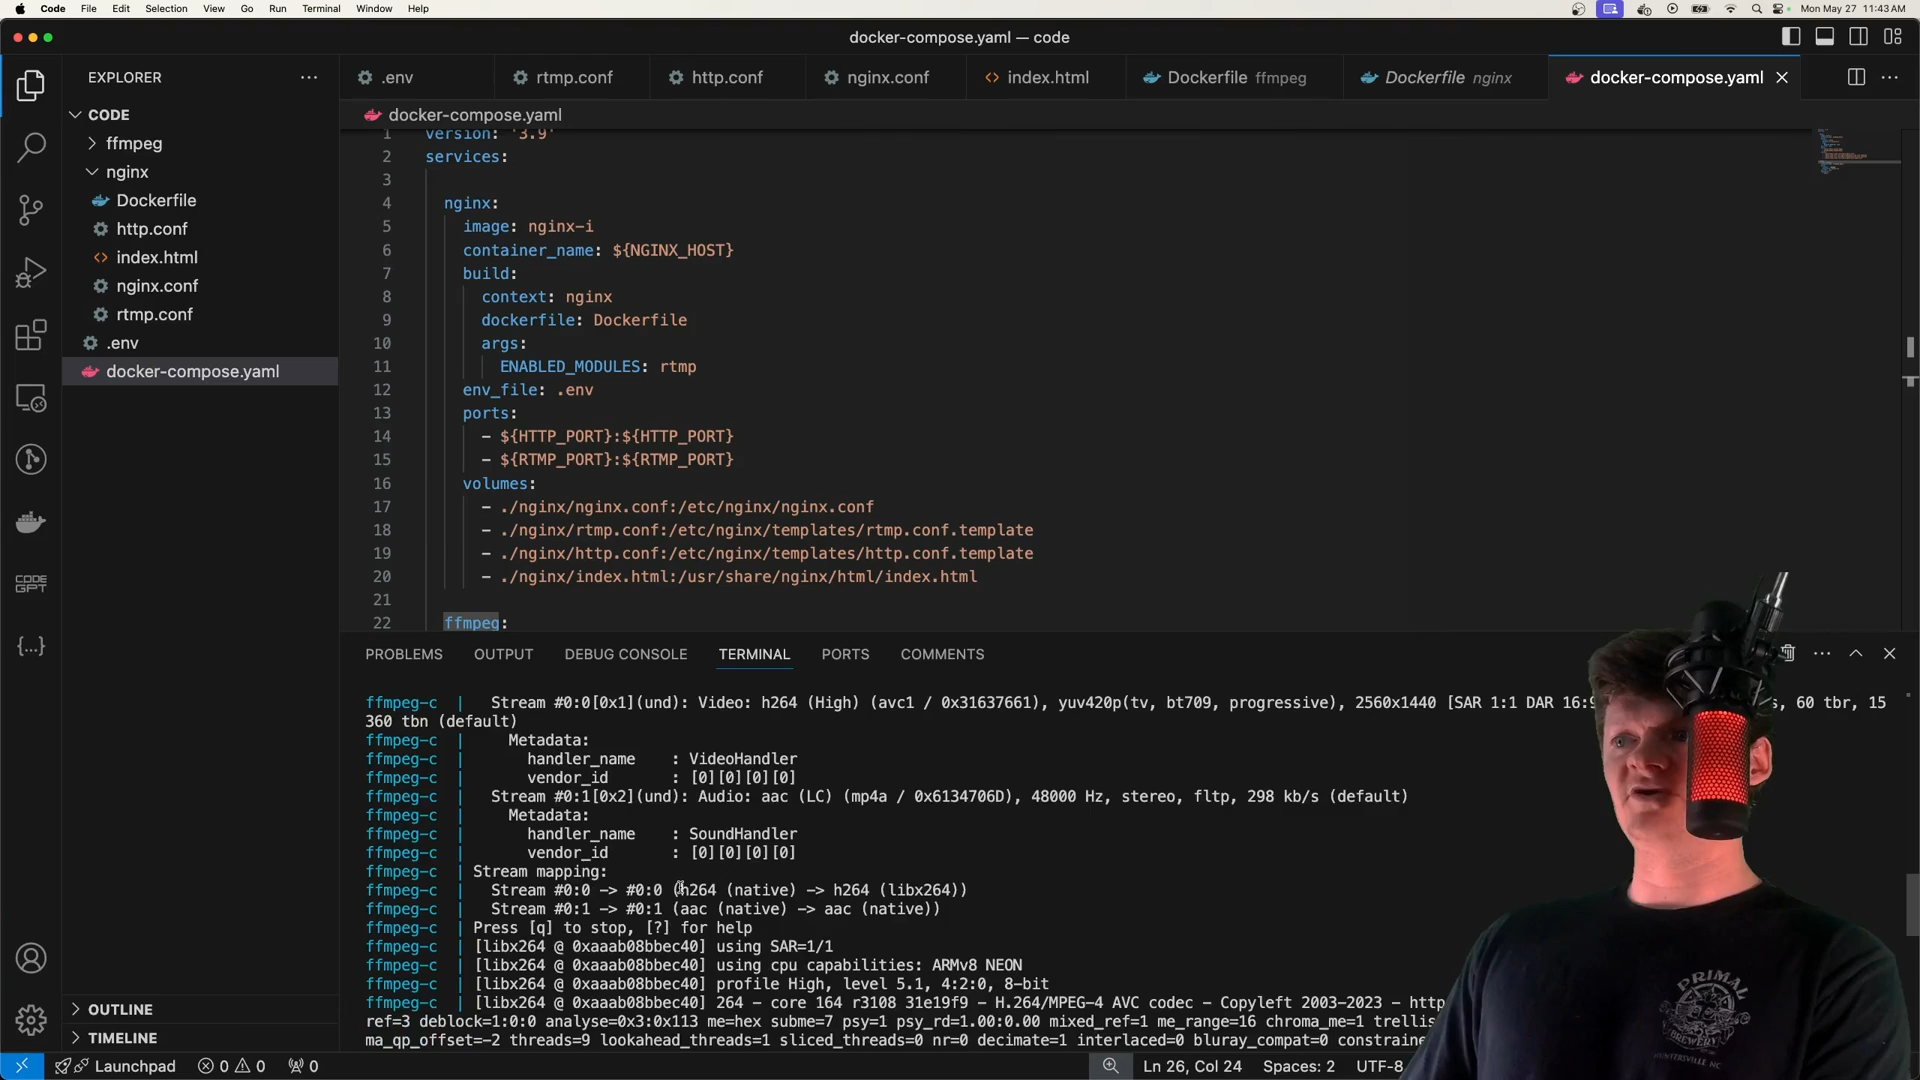 Code File Edit Selection View Go Run Terminal Window Help Mon May 27 11:43 AM
docker-compose.yaml — code
EXPLORER
.env rtmp.conf http.conf nginx.conf index.html Dockerfile ffmpeg Dockerfile nginx docker-compose.yaml
CODE
ffmpeg
nginx
Dockerfile
http.conf
index.html
nginx.conf
rtmp.conf
.env
docker-compose.yaml
OUTLINE
TIMELINE
CODE GPT
docker-compose.yaml
1 version: '3.9'
2 services:
3
4 nginx:
5 image: nginx-i
6 container_name: ${NGINX_HOST}
7 build:
8 context: nginx
9 dockerfile: Dockerfile
10 args:
11 ENABLED_MODULES: rtmp
12 env_file: .env
13 ports:
14 - ${HTTP_PORT}:${HTTP_PORT}
15 - ${RTMP_PORT}:${RTMP_PORT}
16 volumes:
17 - ./nginx/nginx.conf:/etc/nginx/nginx.conf
18 - ./nginx/rtmp.conf:/etc/nginx/templates/rtmp.conf.template
19 - ./nginx/http.conf:/etc/nginx/templates/http.conf.template
20 - ./nginx/index.html:/usr/share/nginx/html/index.html
21
22 ffmpeg:
PROBLEMS OUTPUT DEBUG CONSOLE TERMINAL PORTS COMMENTS
ffmpeg-c | Stream #0:0[0x1](und): Video: h264 (High) (avc1 / 0x31637661), yuv420p(tv, bt709, progressive), 2560x1440 [SAR 1:1 DAR 16:9 s, 60 tbr, 15
360 tbn (default)
ffmpeg-c | Metadata:
ffmpeg-c | handler_name : VideoHandler
ffmpeg-c | vendor_id : [0][0][0][0]
ffmpeg-c | Stream #0:1[0x2](und): Audio: aac (LC) (mp4a / 0x6134706D), 48000 Hz, stereo, fltp, 298 kb/s (default)
ffmpeg-c | Metadata:
ffmpeg-c | handler_name : SoundHandler
ffmpeg-c | vendor_id : [0][0][0][0]
ffmpeg-c | Stream mapping:
ffmpeg-c | Stream #0:0 -> #0:0 (h264 (native) -> h264 (libx264))
ffmpeg-c | Stream #0:1 -> #0:1 (aac (native) -> aac (native))
ffmpeg-c | Press [q] to stop, [?] for help
ffmpeg-c | [libx264 @ 0xaaab08bbec40] using SAR=1/1
ffmpeg-c | [libx264 @ 0xaaab08bbec40] using cpu capabilities: ARMv8 NEON
ffmpeg-c | [libx264 @ 0xaaab08bbec40] profile High, level 5.1, 4:2:0, 8-bit
ffmpeg-c | [libx264 @ 0xaaab08bbec40] 264 - core 164 r3108 31e19f9 - H.264/MPEG-4 AVC codec - Copyleft 2003-2023 - http
ref=3 deblock=1:0:0 analyse=0x3:0x113 me=hex subme=7 psy=1 psy_rd=1.00:0.00 mixed_ref=1 me_range=16 chroma_me=1 trellis
ma_qp_offset=-2 threads=9 lookahead_threads=1 sliced_threads=0 nr=0 decimate=1 interlaced=0 bluray_compat=0 constraine
PRIMAL
BREWERY
HUNTERSVILLE NC
Launchpad 0 0 0 Ln 26, Col 24 Spaces: 2 UTF-8